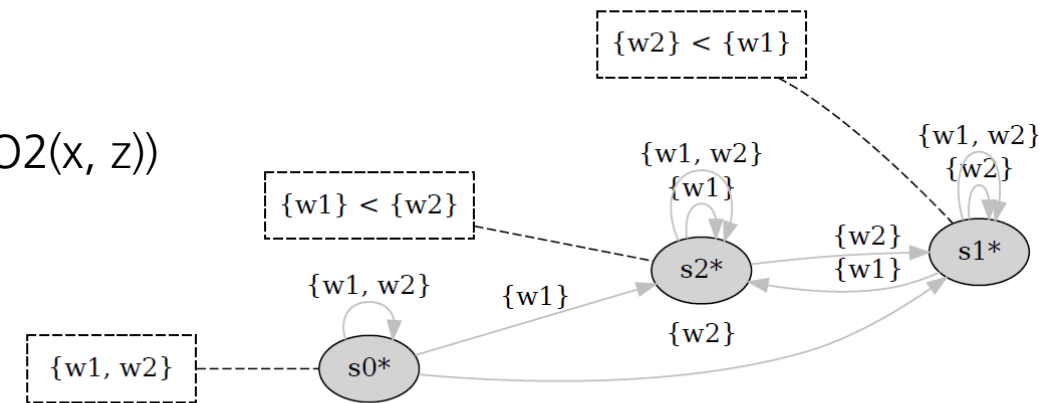 {w2} < {w1}
O2(x, z))
{w1, w2}
{w1, w2}
{w2}
{w1}
{w1} < {w2}
{w2}
s1*
{w1}
s2*
{w1, w2}
{w1}
{w2}
{w1, w2}
s0*